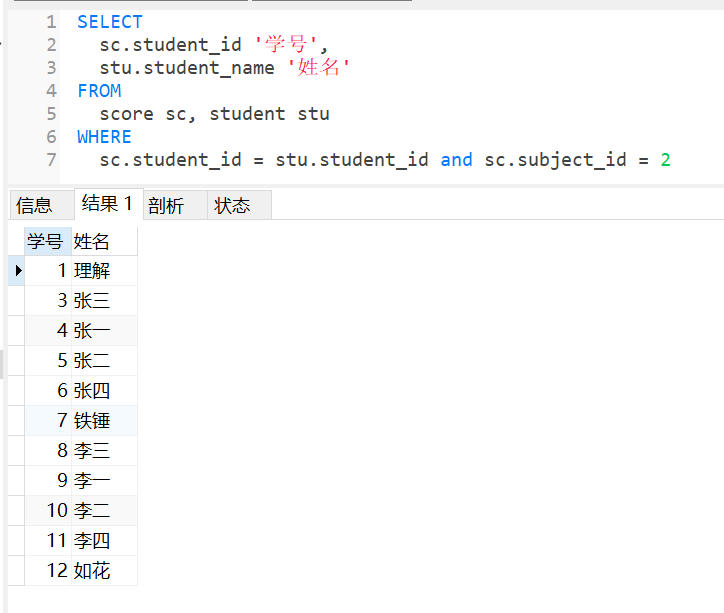 1 SELECT
2 sc.student_id '学号',
3 stu.student_name '姓名'
4 FROM
5 score sc, student stu
6 WHERE
7 sc.student_id = stu.student_id and sc.subject_id = 2
信息 结果 1 剖析 状态
学号 姓名
1 理解
3 张三
4 张一
5 张二
6 张四
7 铁锤
8 李三
9 李一
10 李二
11 李四
12 如花